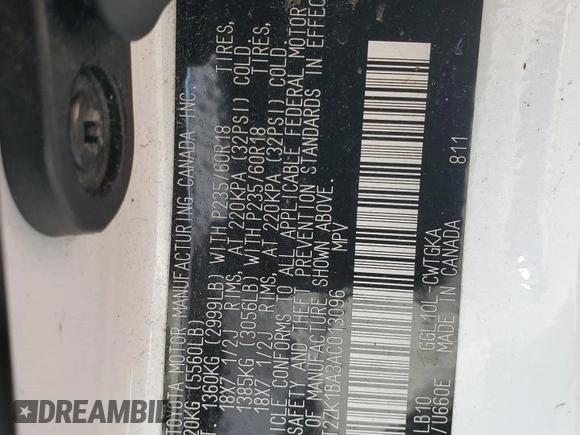 TOYOTA MOTOR MANUFACTURING CANADA INC.
20KG (5560LB)
T. 1360KG (2999LB) WITH P235/60R18 TIRES,
18X7 1/2J RIMS, AT 220KPA (32PSI) COLD.
1385KG (3056LB) WITH P235/60R18 TIRES,
18X7 1/2J RIMS, AT 220KPA (32PSI) COLD.
ICLE CONFORMS TO ALL APPLICABLE FEDERAL MOTOR
SAFETY AND THEFT PREVENTION STANDARDS IN EFFEC
OF MANUFACTURE SHOWN ABOVE.
T2ZK1BA3AC013096 MPV
LB10 GGL10L-CWTGKA 811
7U660E MADE IN CANADA
RIDESAFELY